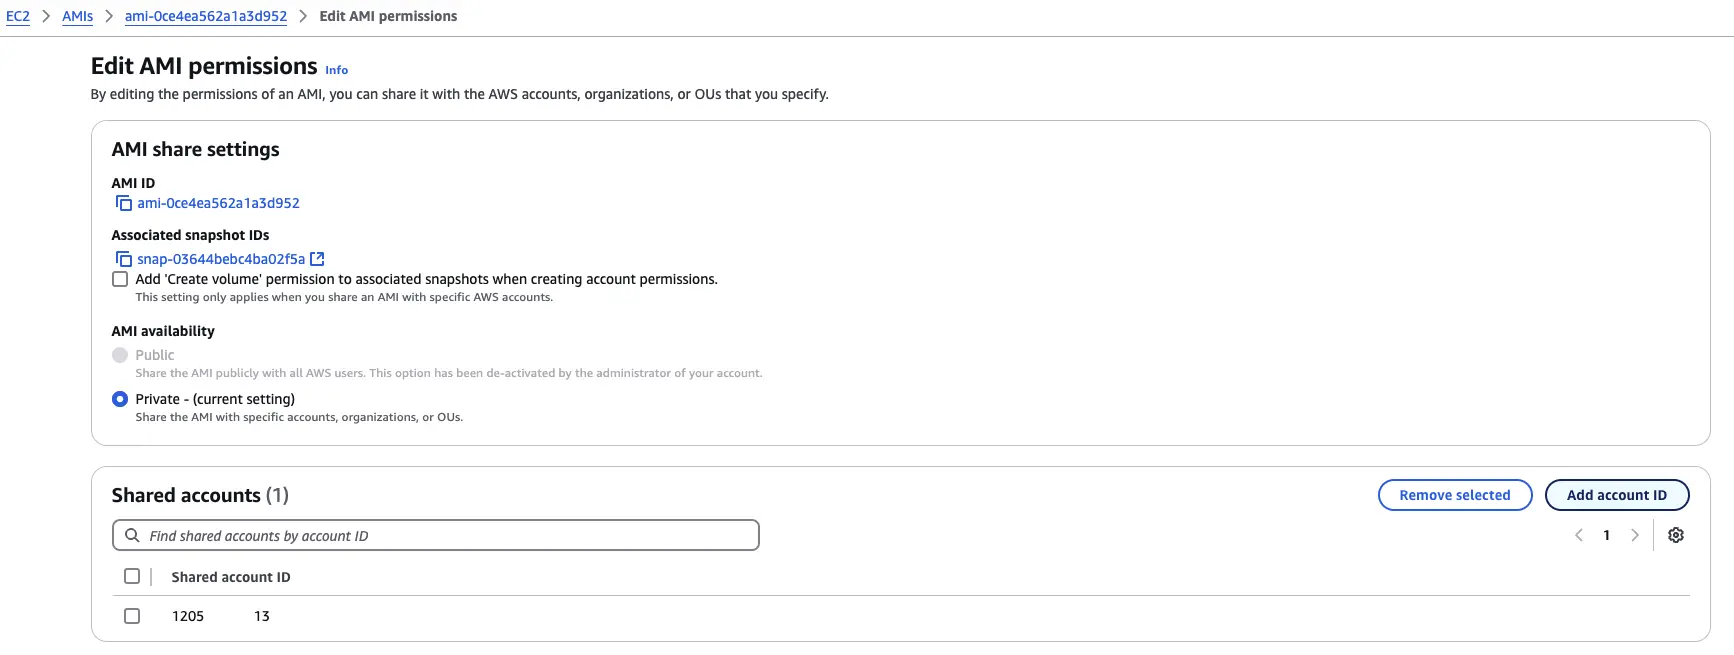 EC2 > AMIs > ami-0ce4ea562a1a3d952 > Edit AMI permissions
Edit AMI permissions Info
By editing the permissions of an AMI, you can share it with the AWS accounts, organizations, or OUs that you specify.
AMI share settings
AMI ID
ami-0ce4ea562a1a3d952
Associated snapshot IDs
snap-03644bebc4ba02f5a
Add 'Create volume' permission to associated snapshots when creating account permissions.
This setting only applies when you share an AMI with specific AWS accounts.
AMI availability
Public
Share the AMI publicly with all AWS users. This option has been de-activated by the administrator of your account.
Private - (current setting)
Share the AMI with specific accounts, organizations, or OUs.
Shared accounts (1)
Remove selected
Add account ID
Find shared accounts by account ID
1
Shared account ID
1205 13